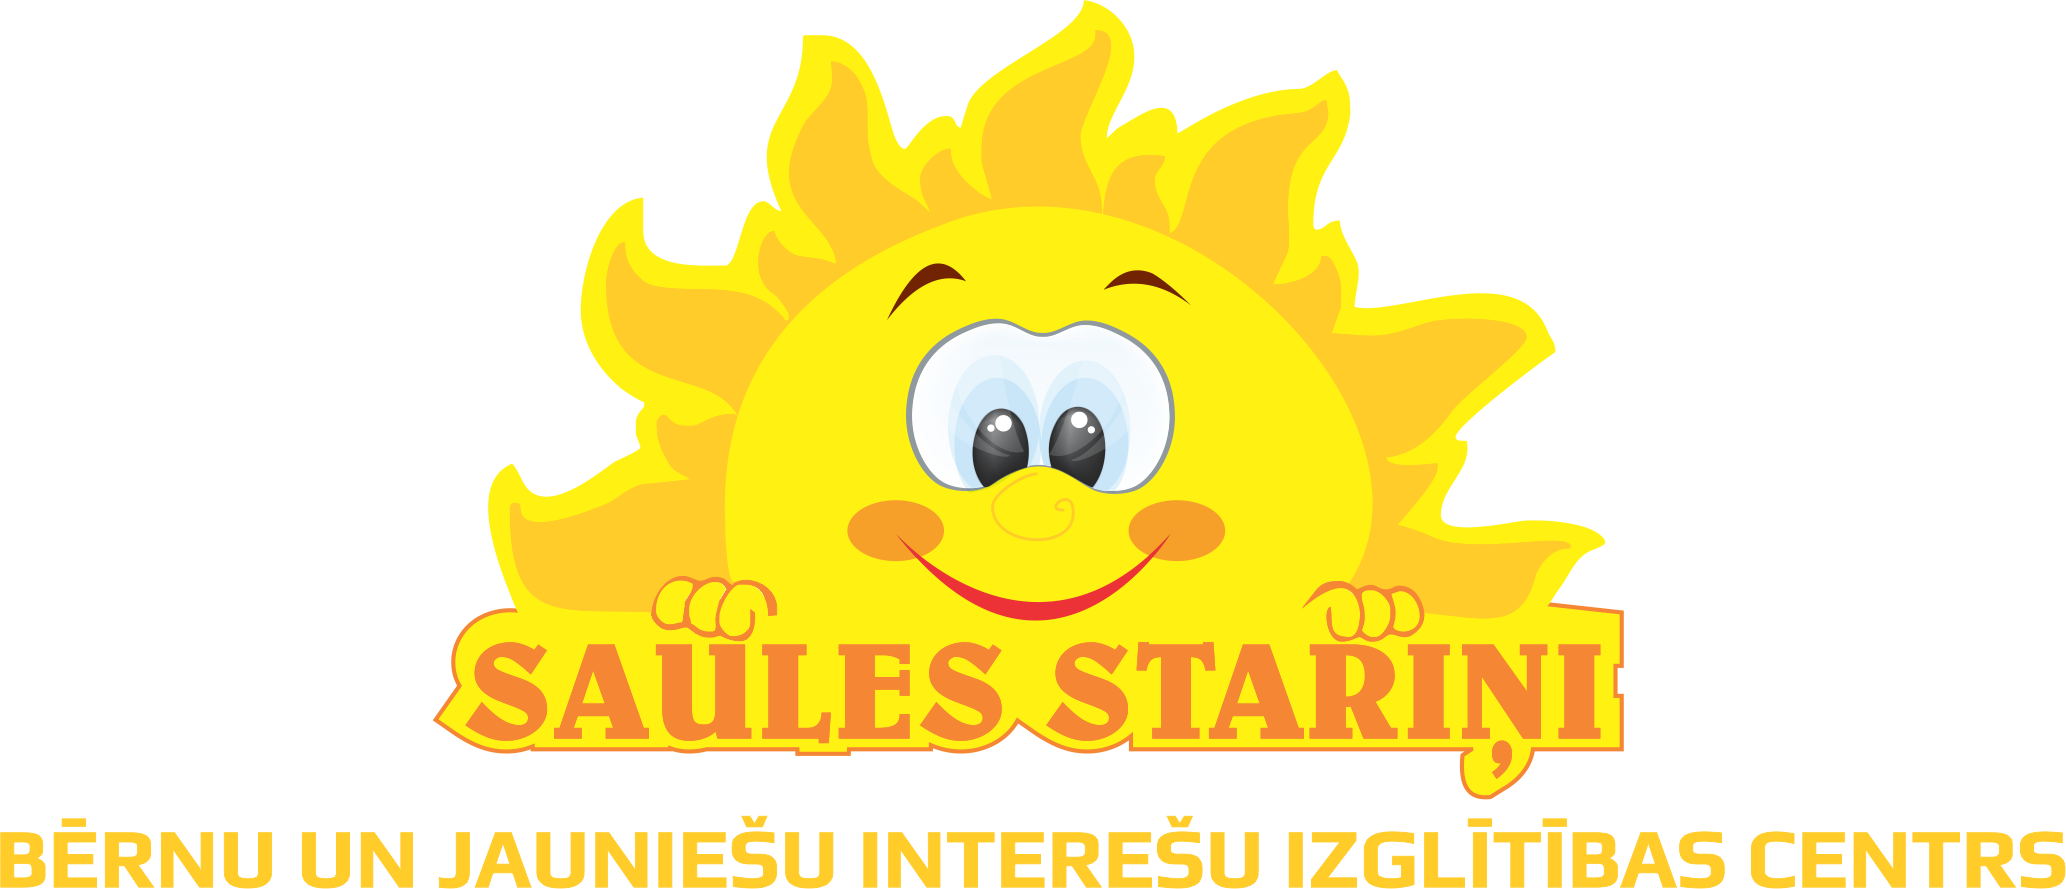 SAULES STARIŅI
BĒRNU UN JAUNIEŠU INTEREŠU IZGLĪTĪBAS CENTRS